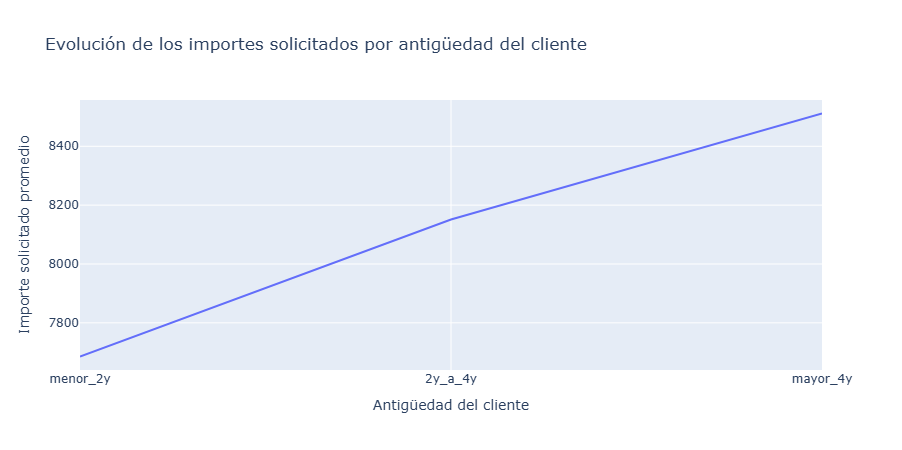 Evolución de los importes solicitados por antigüedad del cliente
Importe solicitado promedio
8400
8200
8000
7800
menor_2y
2y_a_4y
mayor_4y
Antigüedad del cliente